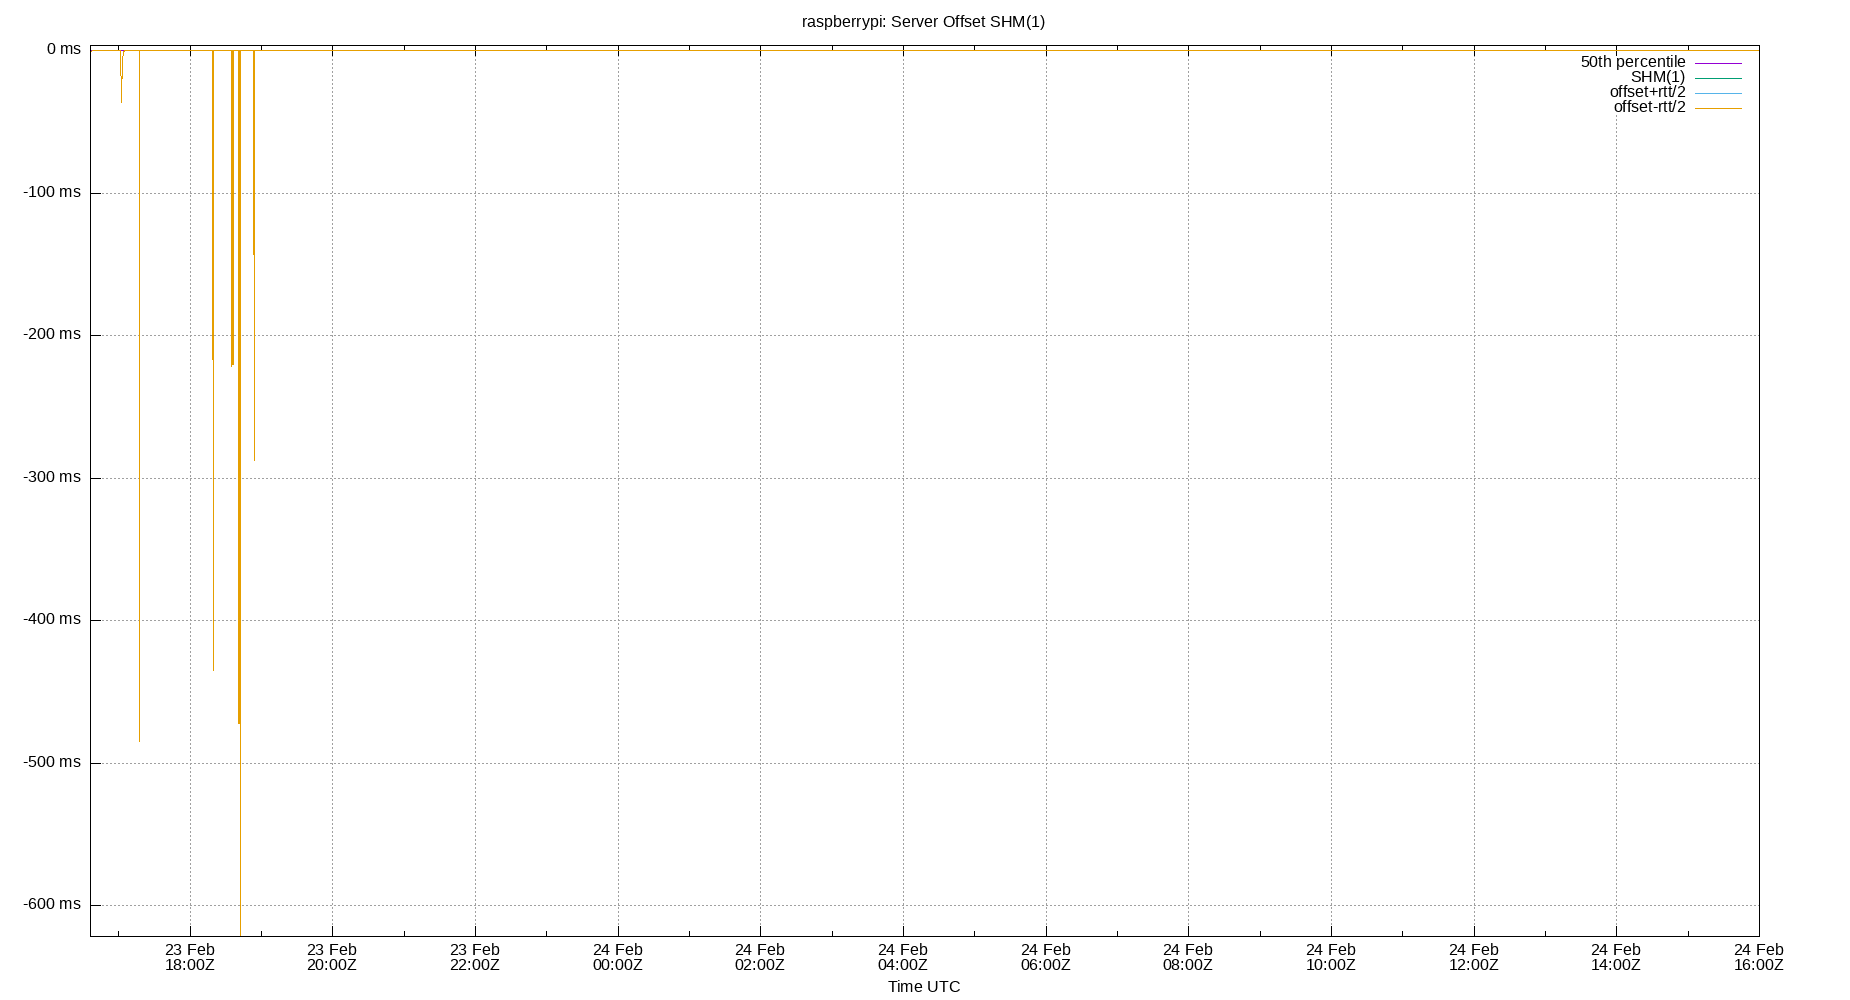 raspberrypi: Server Offset SHM(1)
0 ms
-100 ms
-200 ms
-300 ms
-400 ms
-500 ms
-600 ms
50th percentile
SHM(1)
offset+rtt/2
offset-rtt/2
23 Feb 23 Feb 23 Feb 24 Feb 24 Feb 24 Feb 24 Feb 24 Feb 24 Feb 24 Feb 24 Feb 24 Feb
18:00Z 20:00Z 22:00Z 00:00Z 02:00Z 04:00Z 06:00Z 08:00Z 10:00Z 12:00Z 14:00Z 16:00Z
Time UTC